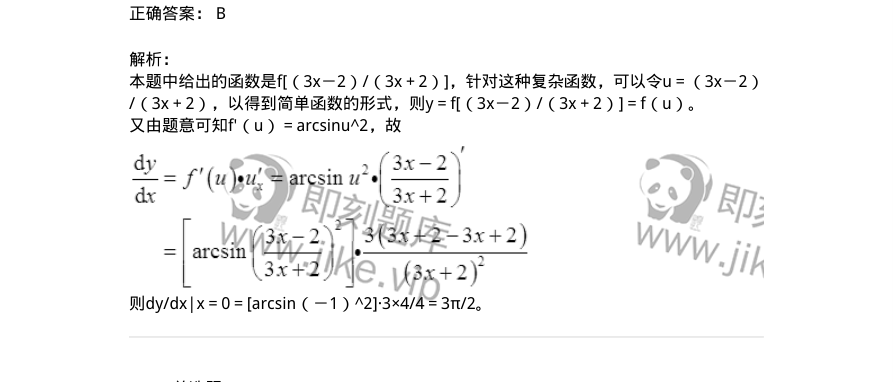 正确答案： B
解析：
本题中给出的函数是f[（3x－2）/（3x + 2）]，针对这种复杂函数，可以令u = （3x－2）
/（3x + 2），以得到简单函数的形式，则y = f[（3x－2）/（3x + 2）] = f（u）。
又由题意可知f′（u） = arcsinu^2，故
dy/dx = f′(u)•u′x = arcsin u²•((3x－2)/(3x＋2))′
= [arcsin((3x－2)/(3x＋2))²]•3(3x＋2－3x＋2)/(3x＋2)²
则dy/dx | x = 0 = [arcsin（－1）^2]·3×4/4 = 3π/2。
即刻题库
www.jike.vip
即刻
www.jik